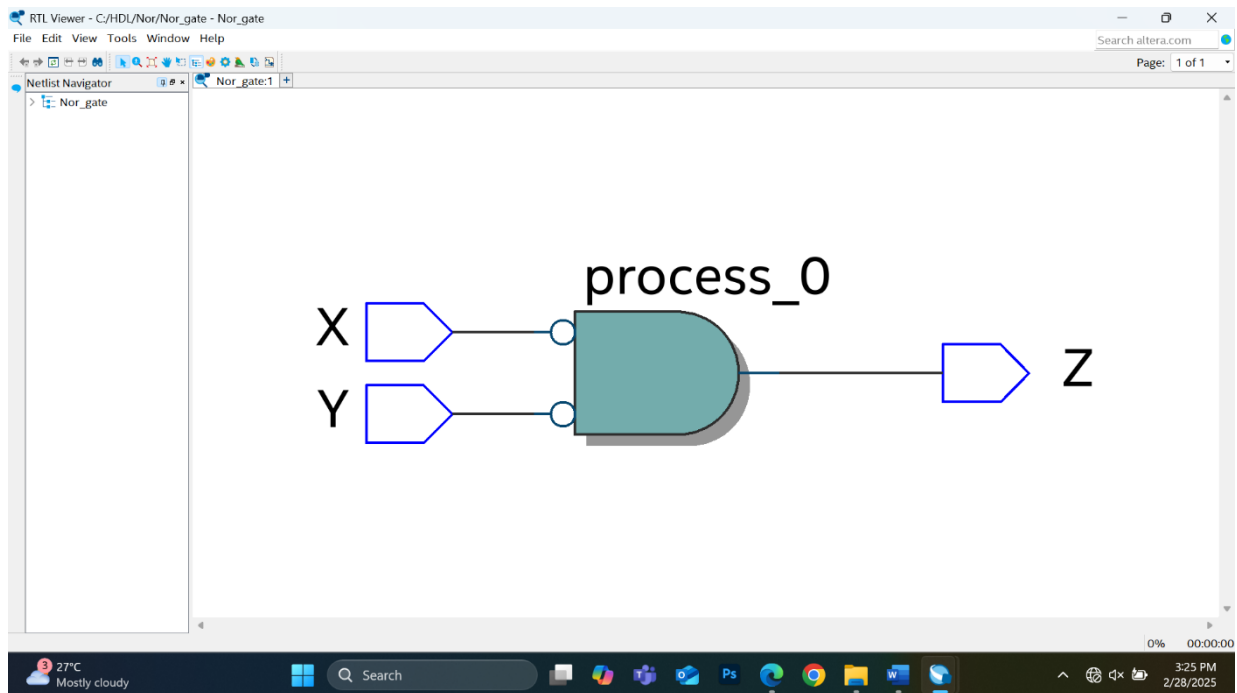 RTL Viewer - C:/HDL/Nor/Nor_gate - Nor_gate
File Edit View Tools Window Help
Search altera.com
Page: 1 of 1
Netlist Navigator
Nor_gate:1
Nor_gate
process_0
X
Y
Z
0% 00:00:00
3
27°C
Mostly cloudy
Search
Ps
W
3:25 PM
2/28/2025